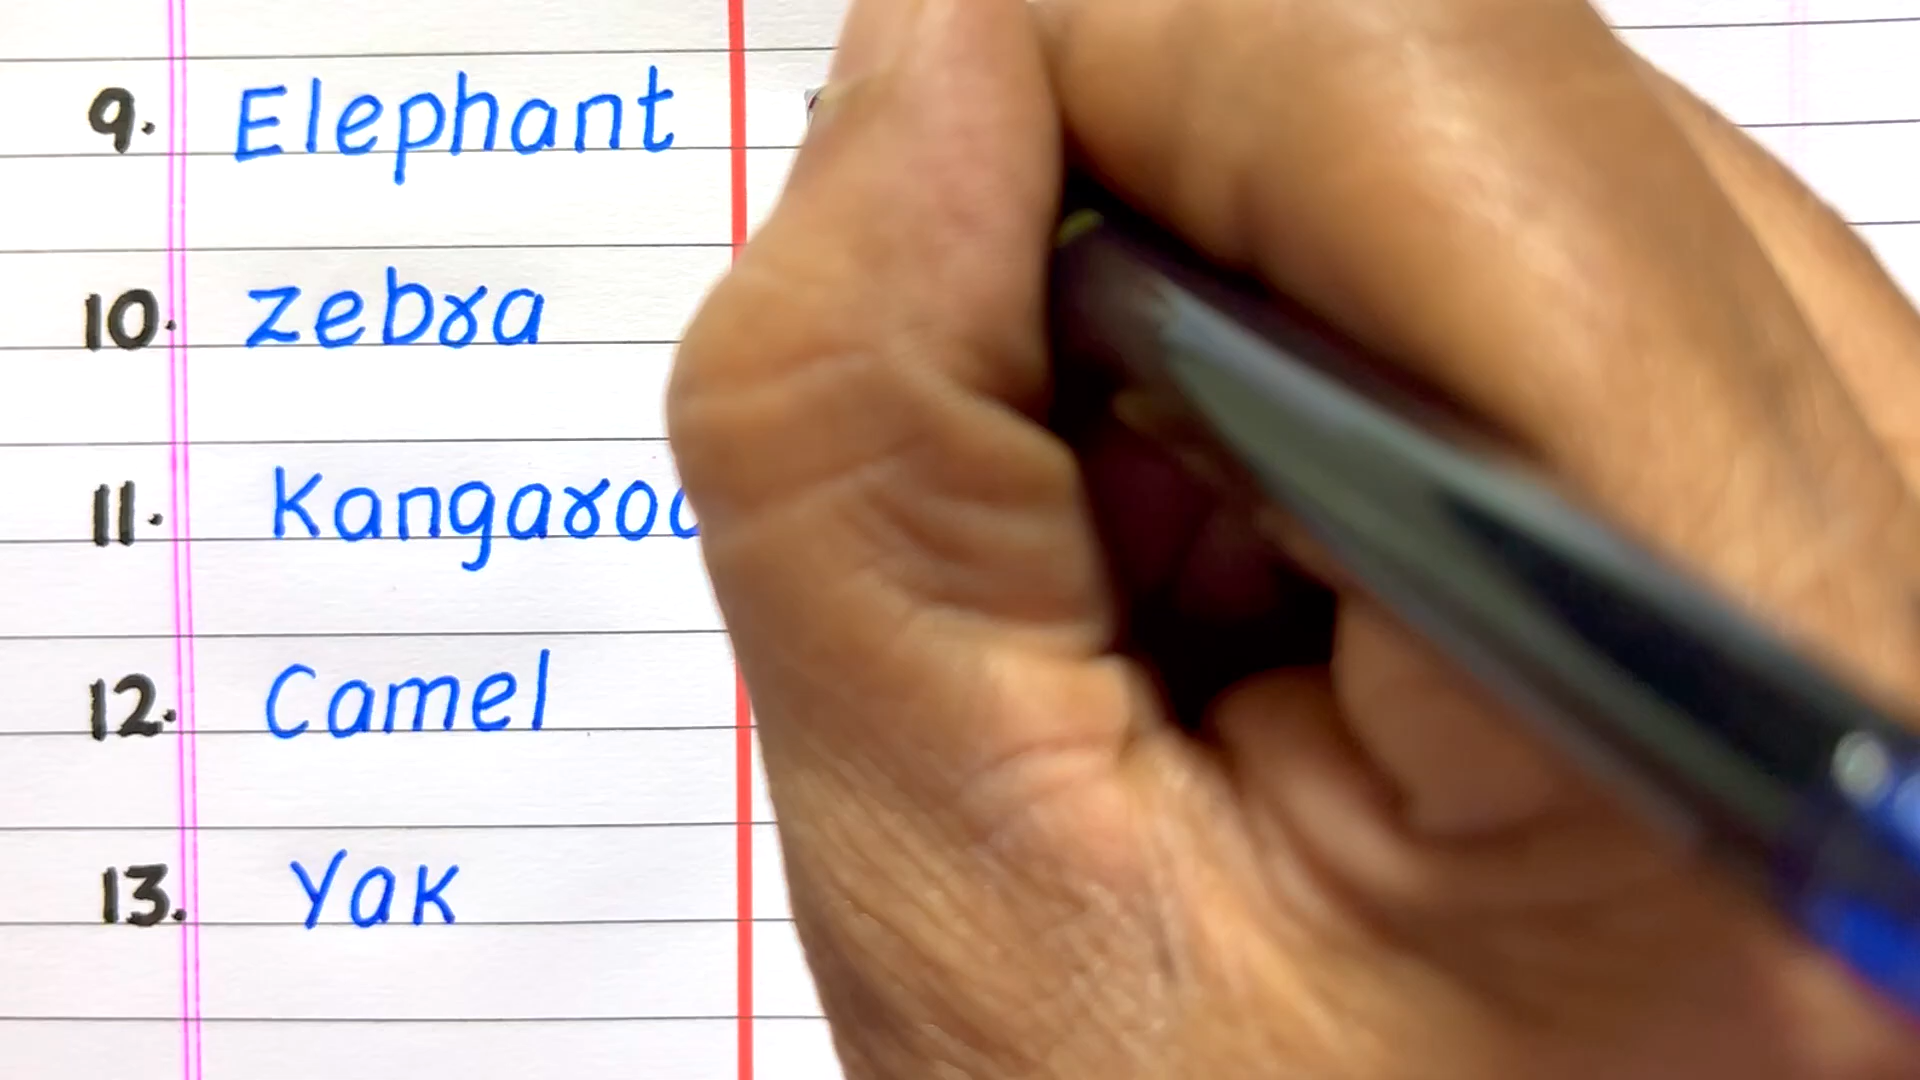 9. Elephant
10. zebra
11. Kangaroo
12. Camel
13. Yak